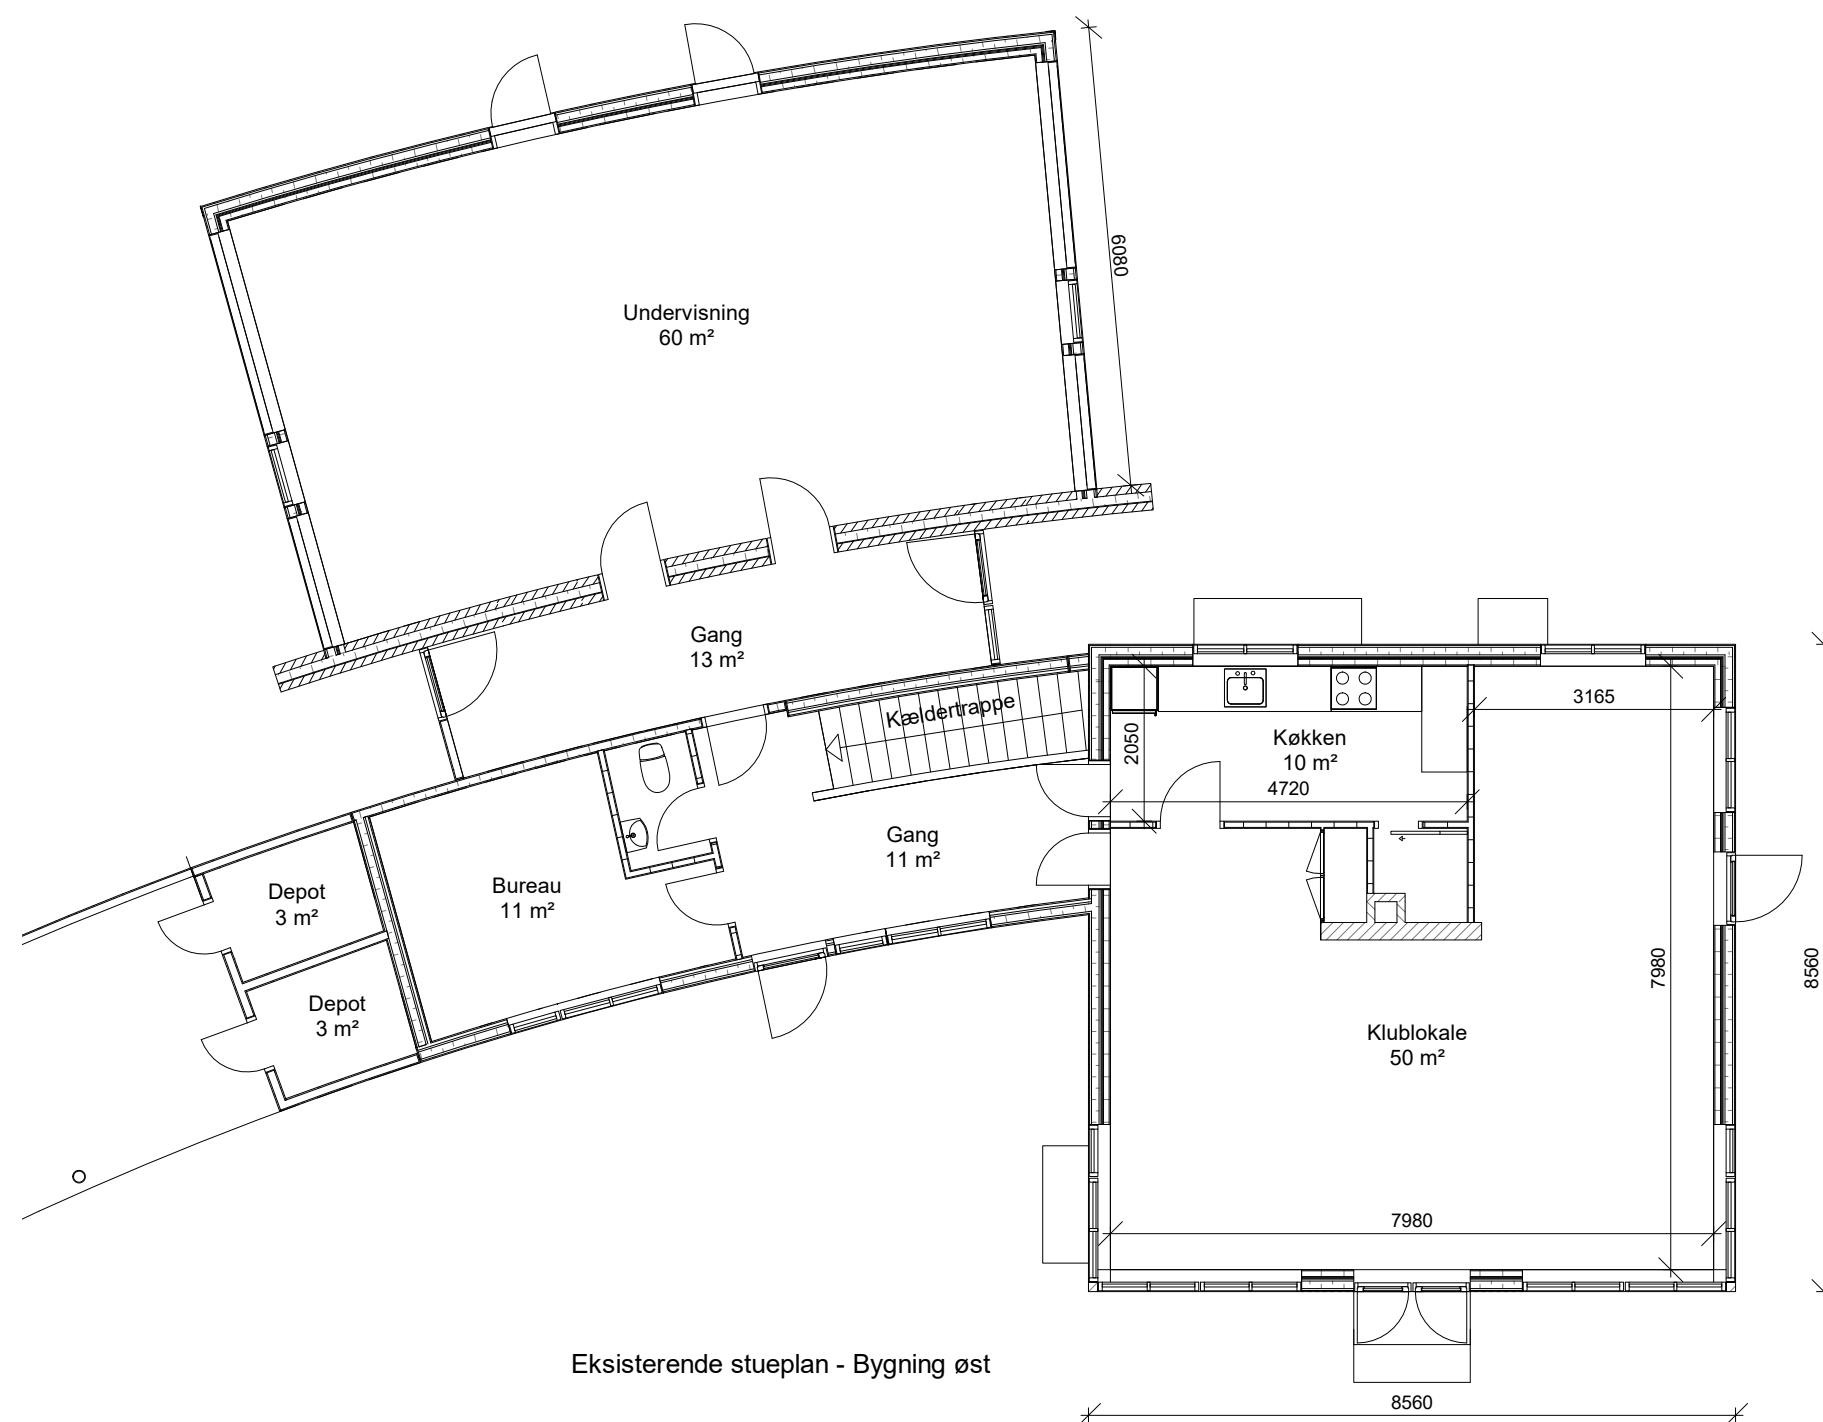 6080
Undervisning
60 m²
Gang
13 m²
Kældertrappe
3165
2050
Køkken
10 m²
4720
Gang
11 m²
Bureau
11 m²
Depot
3 m²
Depot
3 m²
7980
8560
Klublokale
50 m²
7980
Eksisterende stueplan - Bygning øst
8560